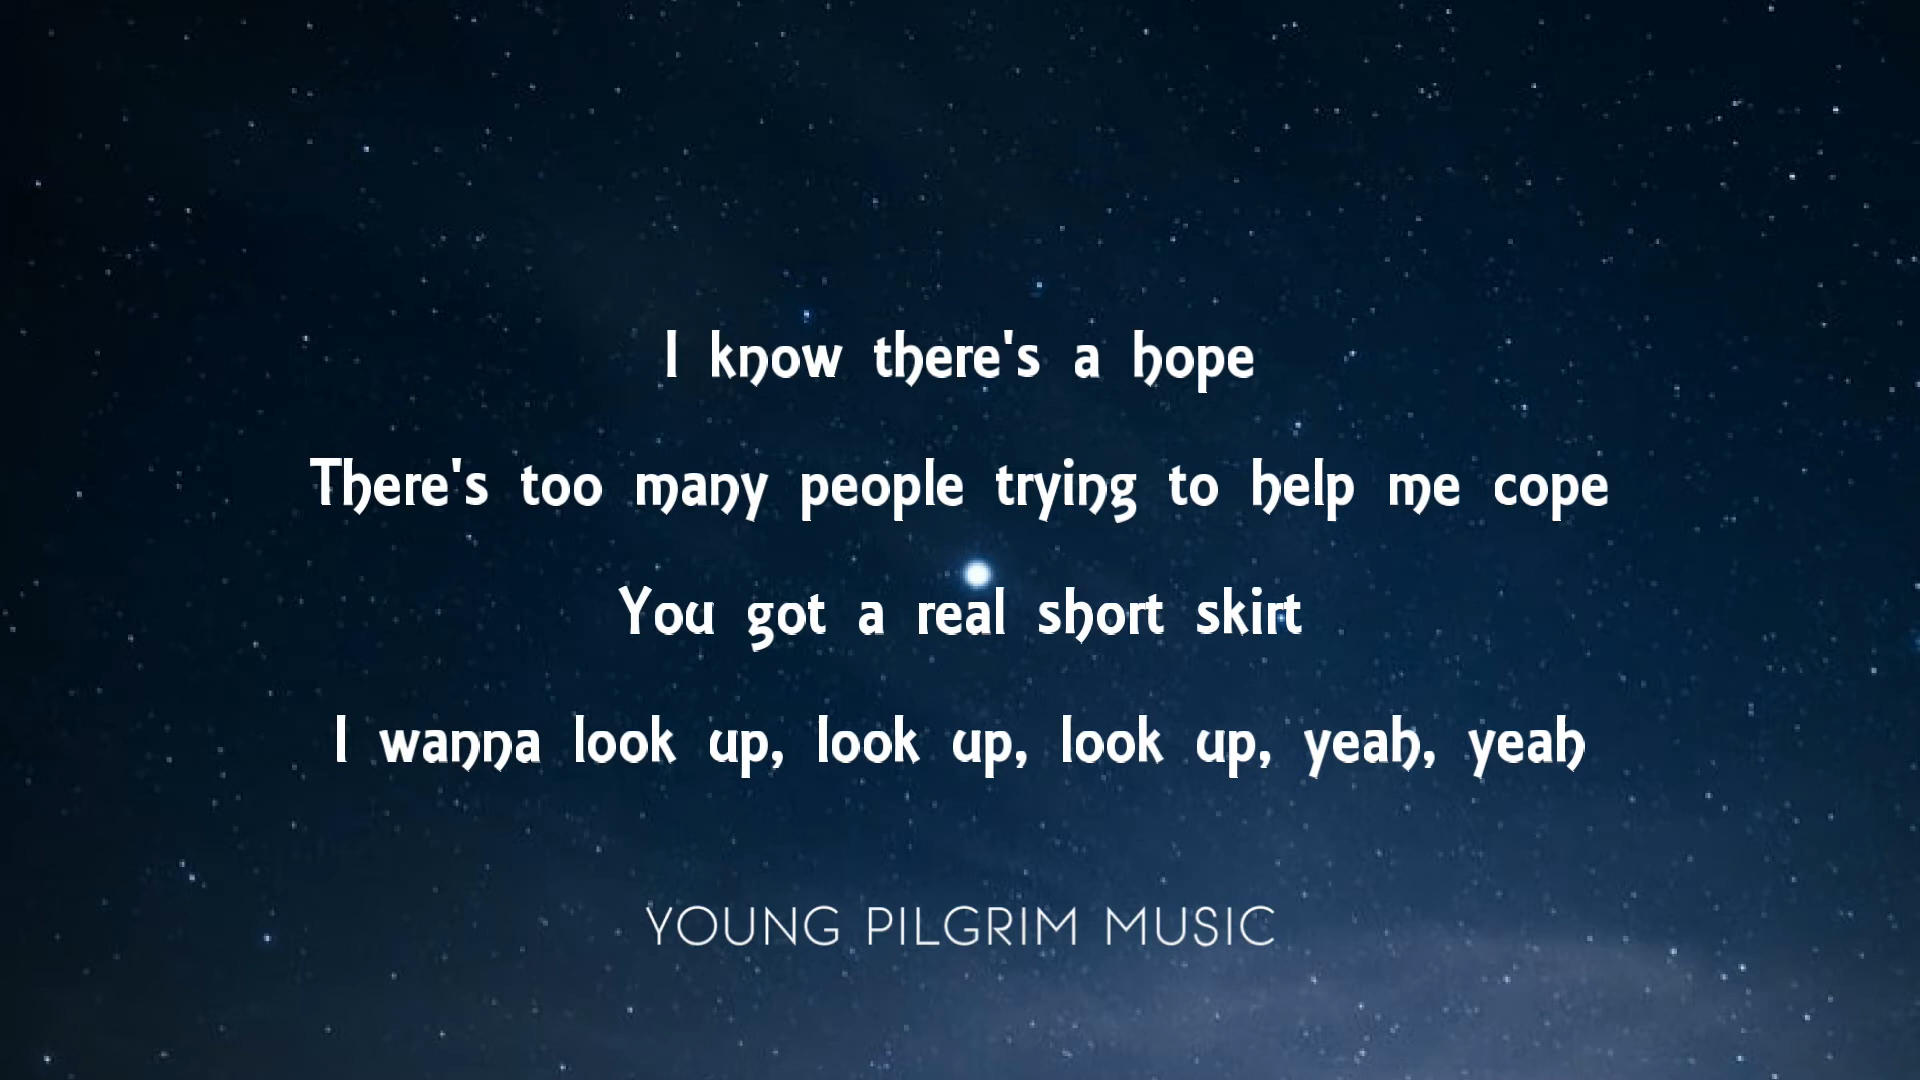 I know there's a hope
There's too many people trying to help me cope
You got a real short skirt
I wanna look up, look up, look up, yeah, yeah
YOUNG PILGRIM MUSIC